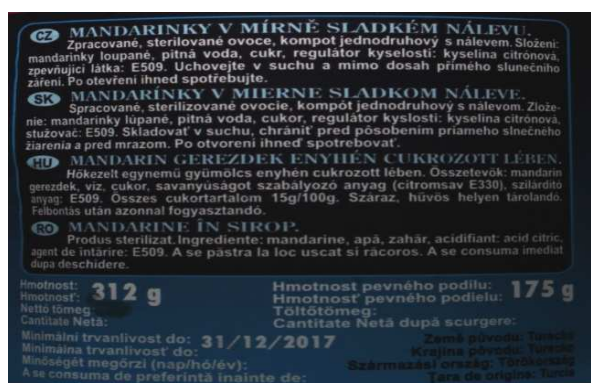 CZ MANDARINKY V MÍRNĚ SLADKÉM NÁLEVU.
Zpracované, sterilované ovoce, kompot jednodruhový s nálevem. Složení:
mandarinky loupané, pitná voda, cukr, regulátor kyselosti: kyselina citrónová,
zpevňující látka: E509. Uchovejte v suchu a mimo dosah přímého slunečního
záření. Po otevření ihned spotřebujte.
SK MANDARÍNKY V MIERNE SLADKOM NÁLEVE.
Spracované, sterilizované ovocie, kompót jednodruhový s nálevom. Zlože-
nie: mandarínky lúpané, pitná voda, cukor, regulátor kyslosti: kyselina citrónová,
stužovač: E509. Skladovať v suchu, chrániť pred pôsobením priameho slnečného
žiarenia a pred mrazom. Po otvorení ihneď spotrebovať.
HU MANDARIN GEREZDEK ENYHÉN CUKROZOTT LÉBEN.
Hőkezelt egynemű gyümölcs enyhén cukrozott lében. Összetevők: mandarin
gerezdek, víz, cukor, savanyúságot szabályozó anyag (citromsav E330), szilárdító
anyag: E509. Összes cukortartalom 15g/100g. Száraz, hűvös helyen tárolandó.
Felbontás után azonnal fogyasztandó.
RO MANDARINE ÎN SIROP.
Produs sterilizat. Ingrediente: mandarine, apă, zahăr, acidifiant: acid citric,
agent de intărire: E509. A se păstra la loc uscat si răcoros. A se consuma imediat
dupa deschidere.
Hmotnost: 312 g Hmotnost pevného podílu: 175 g
Hmotnosť: Hmotnosť pevného podielu:
Nettó tömeg: Töltőtömeg:
Cantitate Netă: Cantitate Netă după scurgere:
Minimální trvanlivost do: 31/12/2017 Země původu: Turecko
Minimálna trvanlivosť do: Krajina pôvodu: Turecko
Minőségét megőrzi (nap/hó/év): Származási ország: Törökország
A se consuma de preferintă inainte de: Tara de origine: Turcia